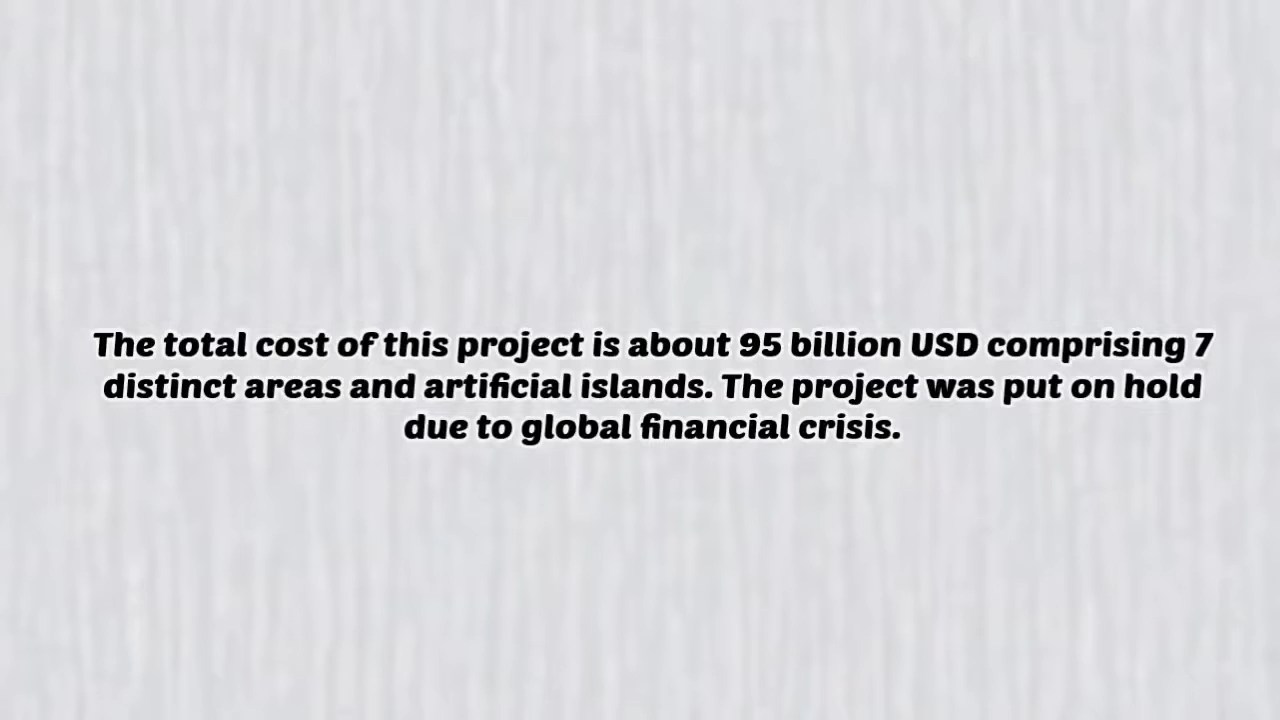 The total cost of this project is about 95 billion USD comprising 7
distinct areas and artificial islands. The project was put on hold
due to global financial crisis.